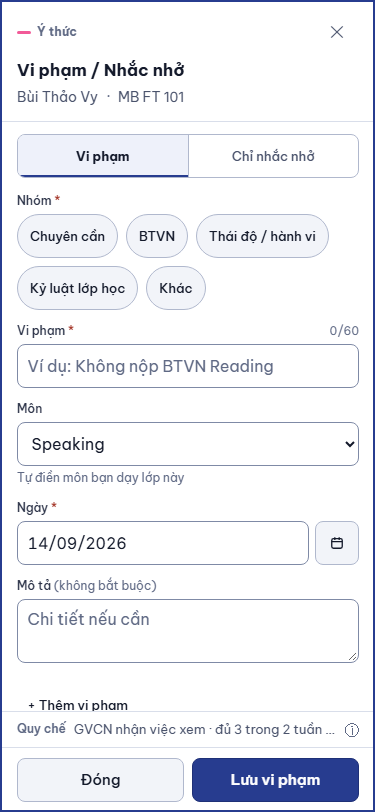 Ý thức
Vi phạm / Nhắc nhở
Bùi Thảo Vy · MB FT 101
Vi phạm
Chỉ nhắc nhở
Nhóm *
Chuyên cần
BTVN
Thái độ / hành vi
Kỷ luật lớp học
Khác
Vi phạm *
0/60
Ví dụ: Không nộp BTVN Reading
Môn
Speaking
Tự điền môn bạn dạy lớp này
Ngày *
14/09/2026
Mô tả (không bắt buộc)
Chi tiết nếu cần
+ Thêm vi phạm
Quy chế GVCN nhận việc xem · đủ 3 trong 2 tuần ...
Đóng
Lưu vi phạm